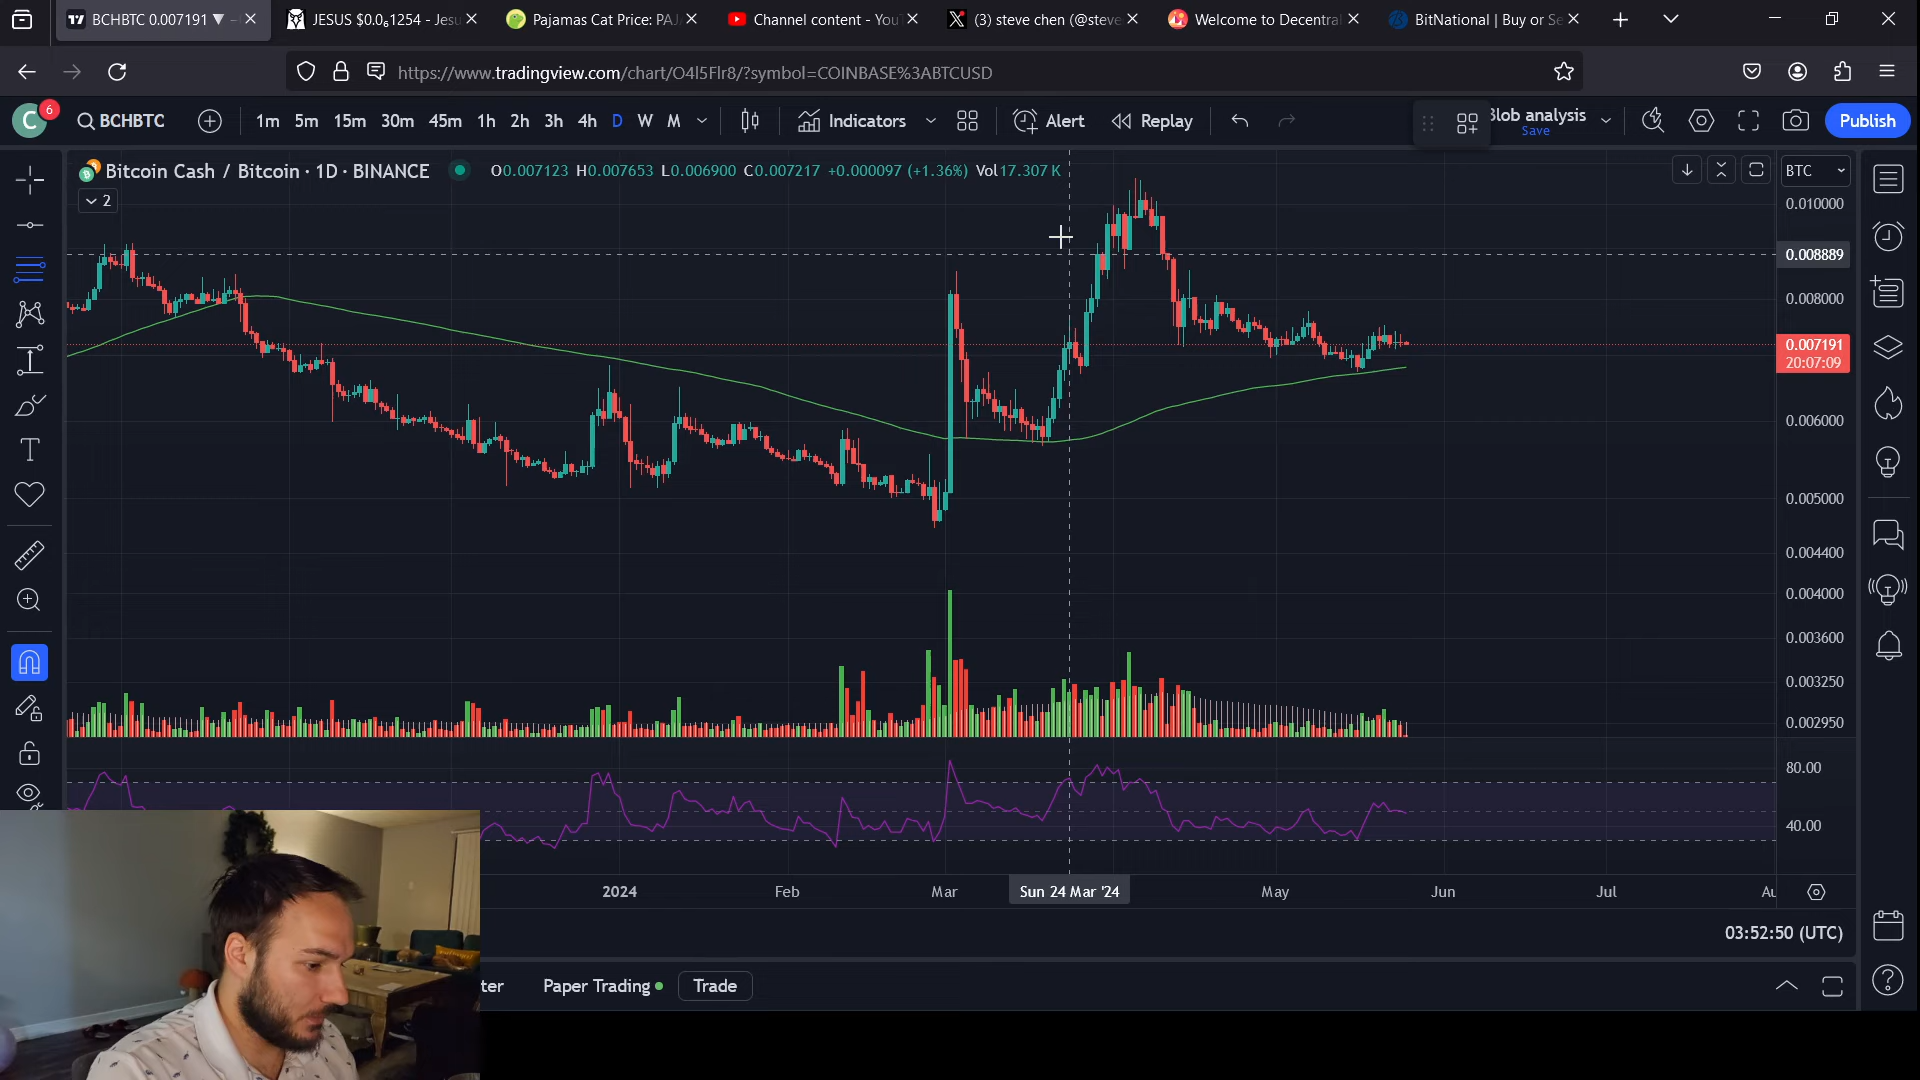 BCHBTC 0.007191 ▼ –
JESUS $0.0₆1254 - Jesu
Pajamas Cat Price: PAJ
Channel content - YouT
(3) steve chen (@steve
Welcome to Decentral
BitNational | Buy or Se
https://www.tradingview.com/chart/O4l5Flr8/?symbol=COINBASE%3ABTCUSD
C 6 BCHBTC 1m 5m 15m 30m 45m 1h 2h 3h 4h D W M Indicators Alert Replay Blob analysis Publish
Save
Bitcoin Cash / Bitcoin · 1D · BINANCE O0.007123 H0.007653 L0.006900 C0.007217 +0.000097 (+1.36%) Vol17.307 K BTC
2
0.010000
0.008889
0.008000
0.007191
20:07:09
0.006000
0.005000
0.004400
0.004000
0.003600
0.003250
0.002950
80.00
40.00
2024 Feb Mar Sun 24 Mar '24 May Jun Jul Au
03:52:50 (UTC)
ter Paper Trading Trade